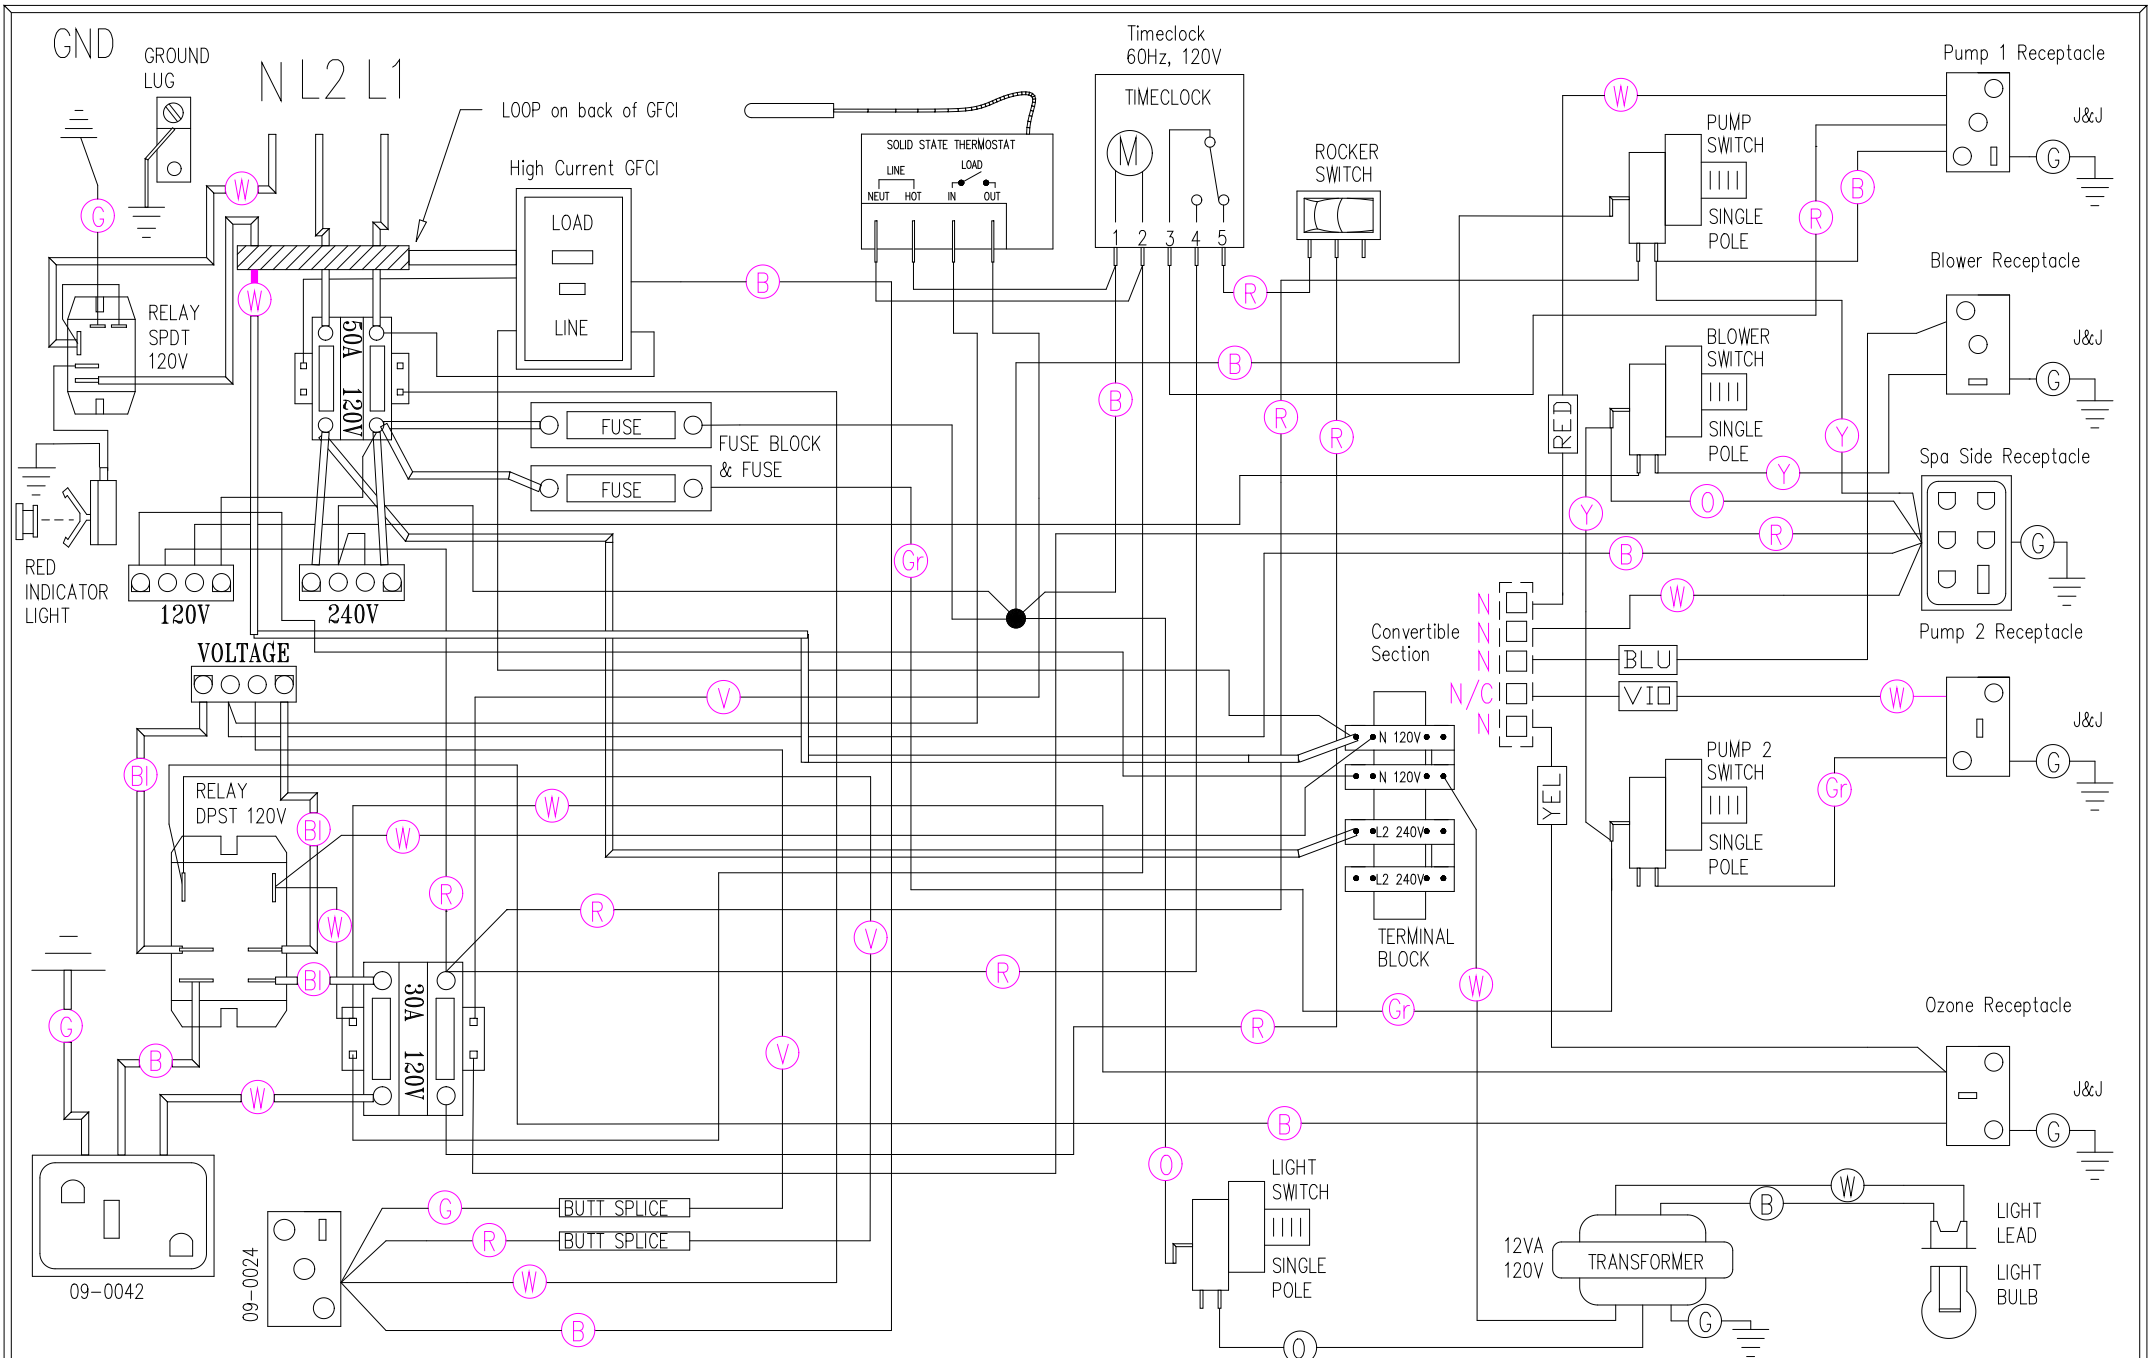 GND
GROUND
LUG
N L2 L1
LOOP on back of GFCI
High Current GFCI
LOAD
LINE
SOLID STATE THERMOSTAT
LINE
LOAD
NEUT HOT IN OUT
Timeclock
60Hz, 120V
TIMECLOCK
M
1 2 3 4 5
ROCKER
SWITCH
PUMP
SWITCH
SINGLE
POLE
Pump 1 Receptacle
J&J
G
W
B
R
G
W
W
RELAY
SPDT
120V
50A 120V
B
R
B
B
R
R
BLOWER
SWITCH
SINGLE
POLE
Blower Receptacle
J&J
G
RED
Y
Y
O
Y
R
B
W
FUSE
FUSE
FUSE BLOCK
& FUSE
Gr
Spa Side Receptacle
G
RED
INDICATOR
LIGHT
120V
240V
VOLTAGE
Convertible
Section
N
N
N
N/C
N
BLU
VIO
YEL
W
Pump 2 Receptacle
J&J
G
V
N 120V
N 120V
L2 240V
L2 240V
TERMINAL
BLOCK
PUMP 2
SWITCH
SINGLE
POLE
Gr
Bl
Bl
RELAY
DPST 120V
W
W
W
R
R
V
Bl
R
Gr
W
30A 120V
G
B
W
V
R
Ozone Receptacle
J&J
G
B
O
09-0042
09-0024
G
BUTT SPLICE
R
BUTT SPLICE
W
B
LIGHT
SWITCH
SINGLE
POLE
O
12VA
120V
TRANSFORMER
G
W
B
LIGHT
LEAD
LIGHT
BULB